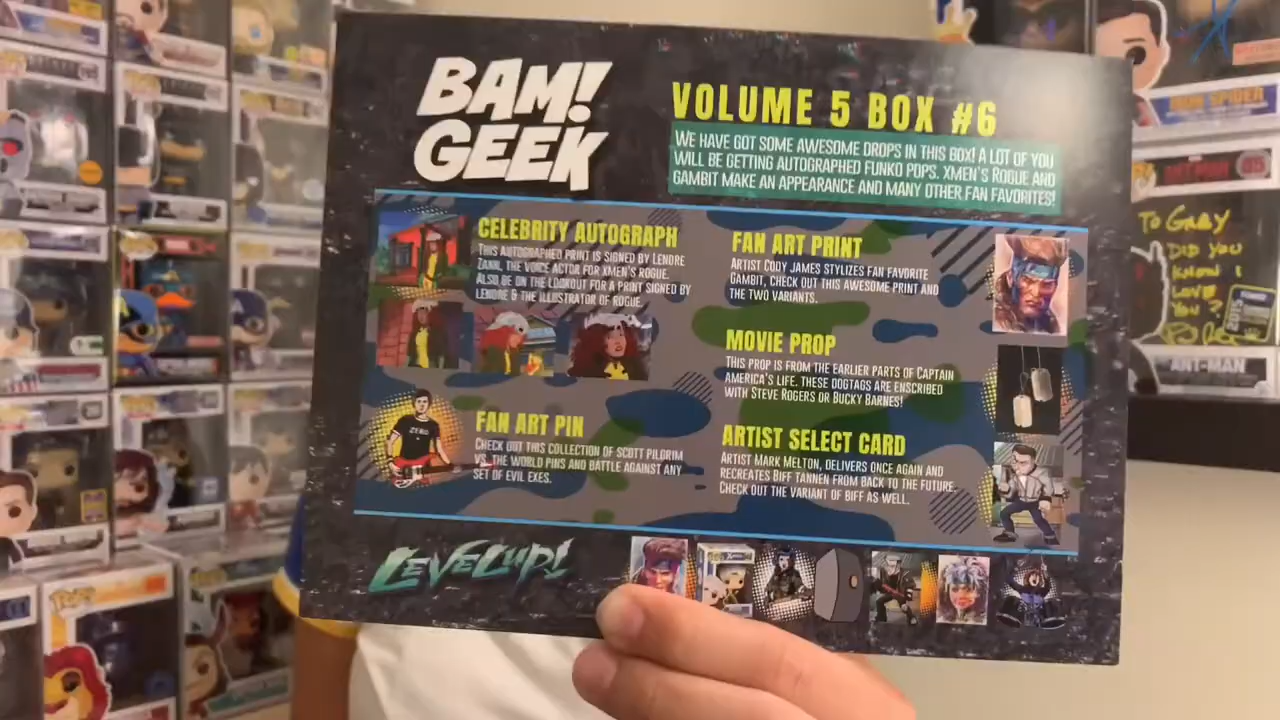 BAM!
GEEK
VOLUME 5 BOX #6
WE HAVE GOT SOME AWESOME DROPS IN THIS BOX! A LOT OF YOU
WILL BE GETTING AUTOGRAPHED FUNKO POPS. XMEN'S ROGUE AND
GAMBIT MAKE AN APPEARANCE AND MANY OTHER FAN FAVORITES!
CELEBRITY AUTOGRAPH
THIS AUTOGRAPHED PRINT IS SIGNED BY LENORE
ZANN, THE VOICE ACTOR FOR XMEN'S ROGUE.
ALSO BE ON THE LOOKOUT FOR A PRINT SIGNED BY
LENORE & THE ILLUSTRATOR OF ROGUE.
FAN ART PIN
CHECK OUT THIS COLLECTION OF SCOTT PILGRIM
VS. THE WORLD PINS AND BATTLE AGAINST ANY
SET OF EVIL EXES.
FAN ART PRINT
ARTIST CODY JAMES STYLIZES FAN FAVORITE
GAMBIT, CHECK OUT THIS AWESOME PRINT AND
THE TWO VARIANTS.
MOVIE PROP
THIS PROP IS FROM THE EARLIER PARTS OF CAPTAIN
AMERICA'S LIFE. THESE DOGTAGS ARE ENSCRIBED
WITH STEVE ROGERS OR BUCKY BARNES!
ARTIST SELECT CARD
ARTIST MARK MELTON, DELIVERS ONCE AGAIN AND
RECREATES BIFF TANNEN FROM BACK TO THE FUTURE.
CHECK OUT THE VARIANT OF BIFF AS WELL.
LEVELUP!
ZERO
IRON SPIDER
TO GARY
DID YOU
KNOW I
LOVE
YOU?
ANT-MAN
POP!